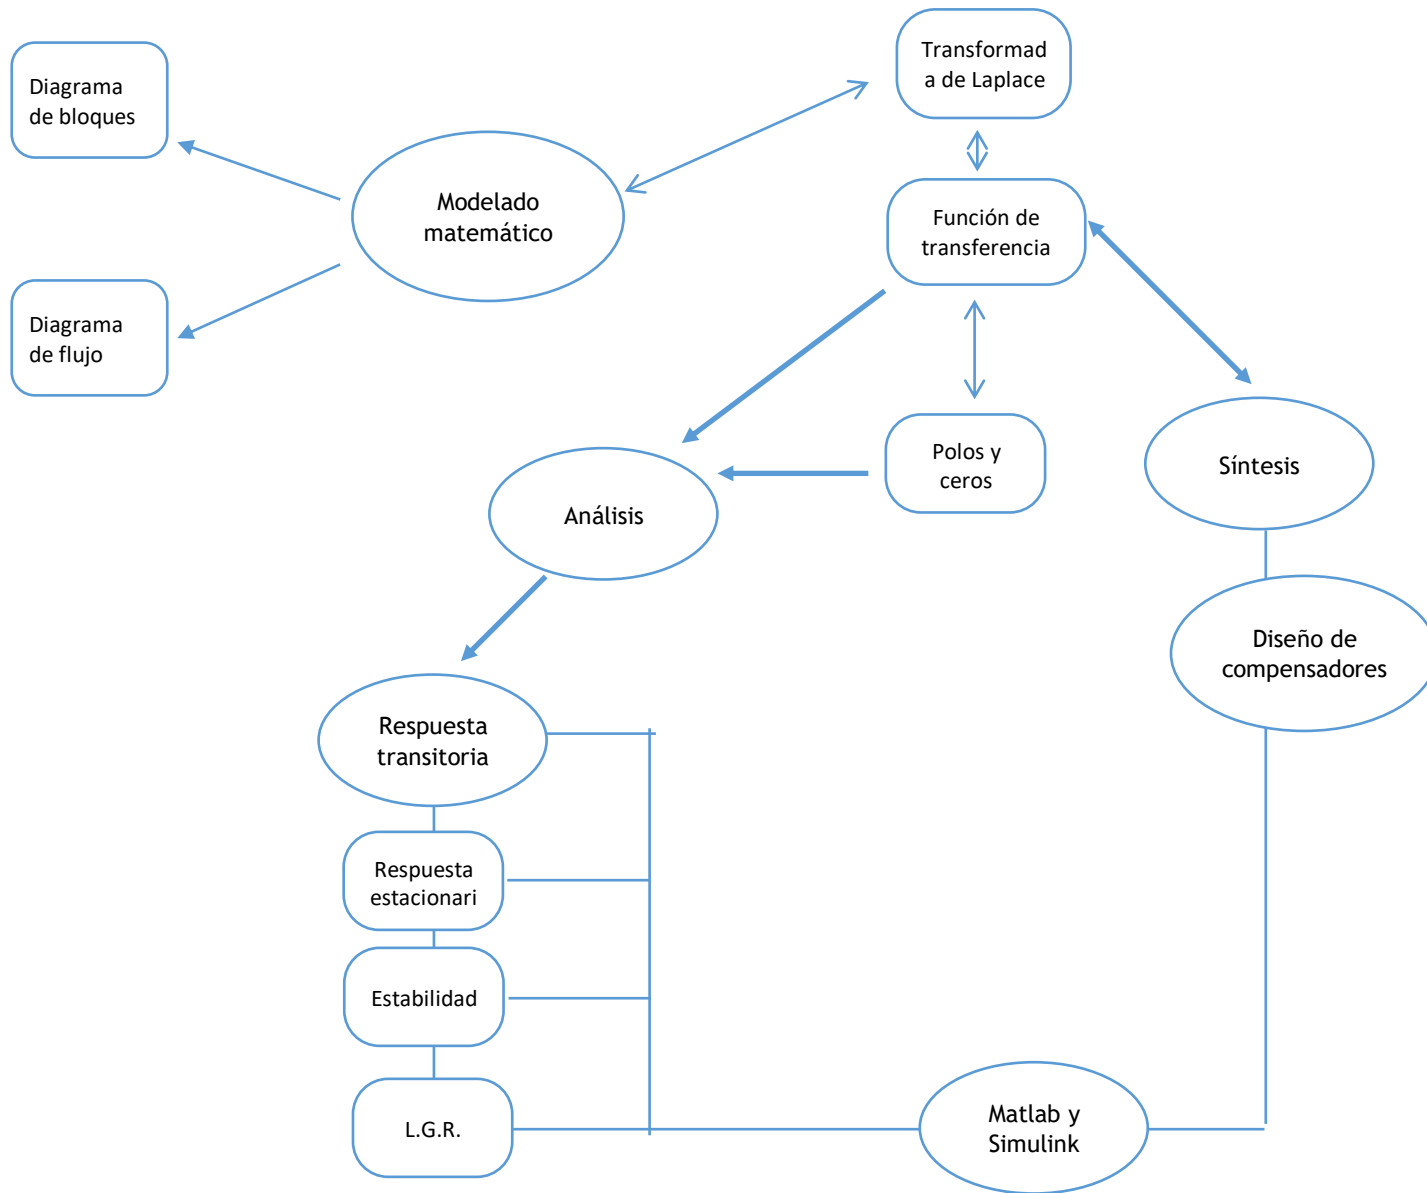 Transformad
a de Laplace
Diagrama
de bloques
Modelado
matemático
Función de
transferencia
Diagrama
de flujo
Polos y
ceros
Síntesis
Análisis
Diseño de
compensadores
Respuesta
transitoria
Respuesta
estacionari
Estabilidad
L.G.R.
Matlab y
Simulink